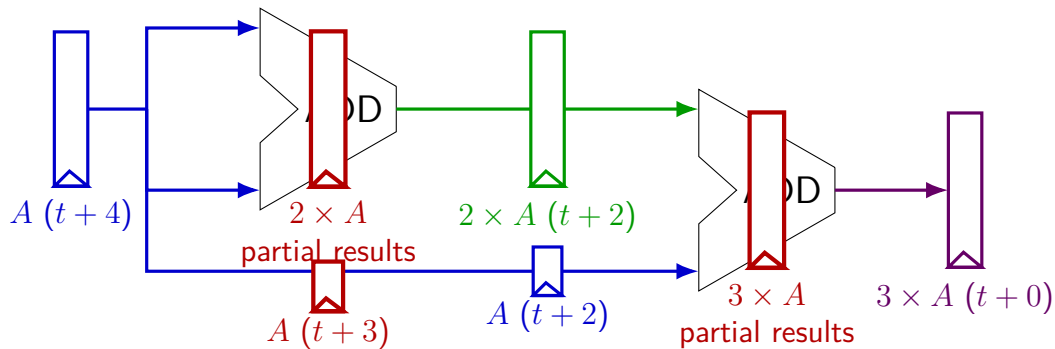 ADD
A (t + 4)
2 × A
partial results
2 × A (t + 2)
A (t + 3)
A (t + 2)
ADD
3 × A
partial results
3 × A (t + 0)